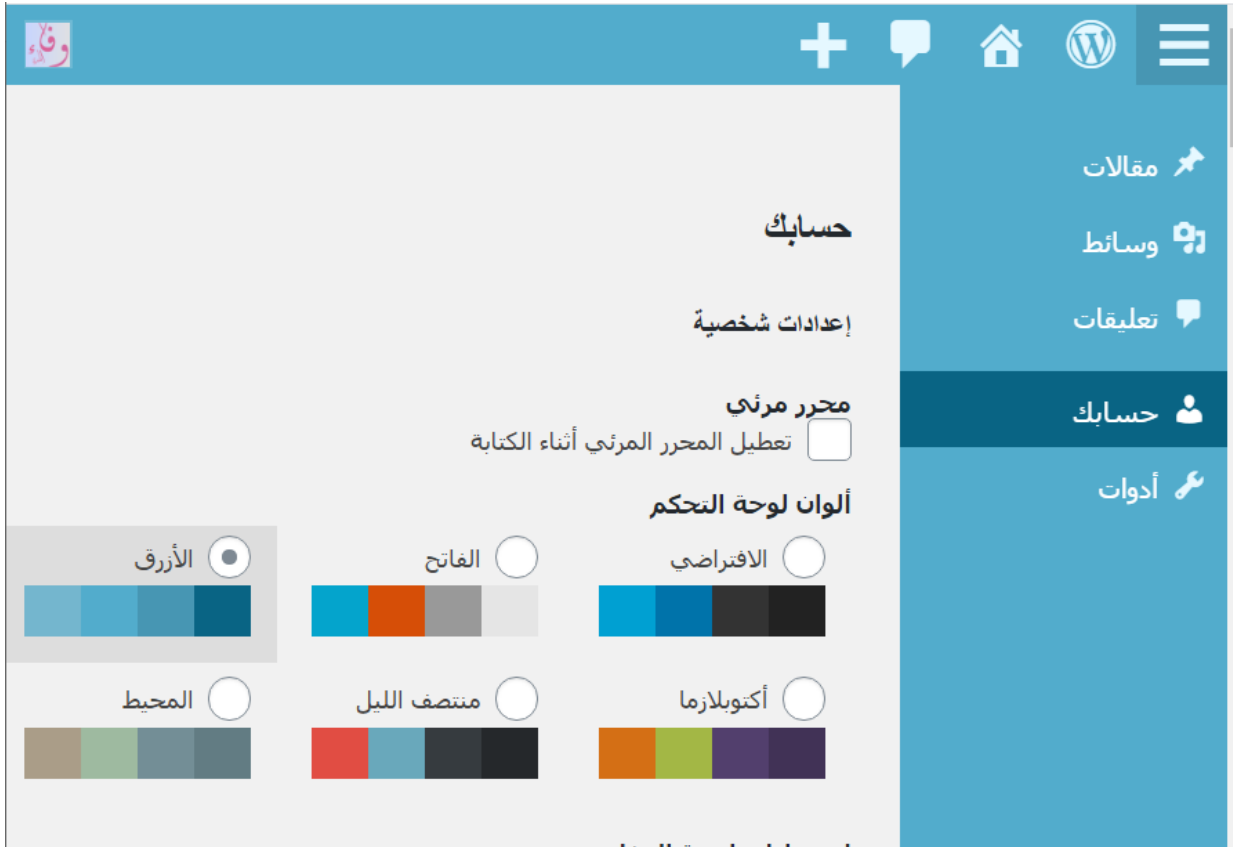 وفاء
مقالات
وسائط
تعليقات
حسابك
أدوات
حسابك
إعدادات شخصية
محرر مرئي
تعطيل المحرر المرئي أثناء الكتابة
ألوان لوحة التحكم
الافتراضي
الفاتح
الأزرق
أكتوبلازما
منتصف الليل
المحيط